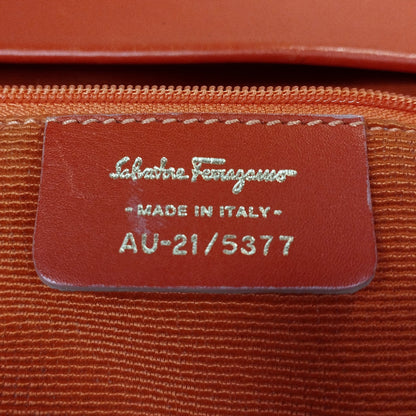 Salvatore Ferragamo
- MADE IN ITALY -
AU-21/5377